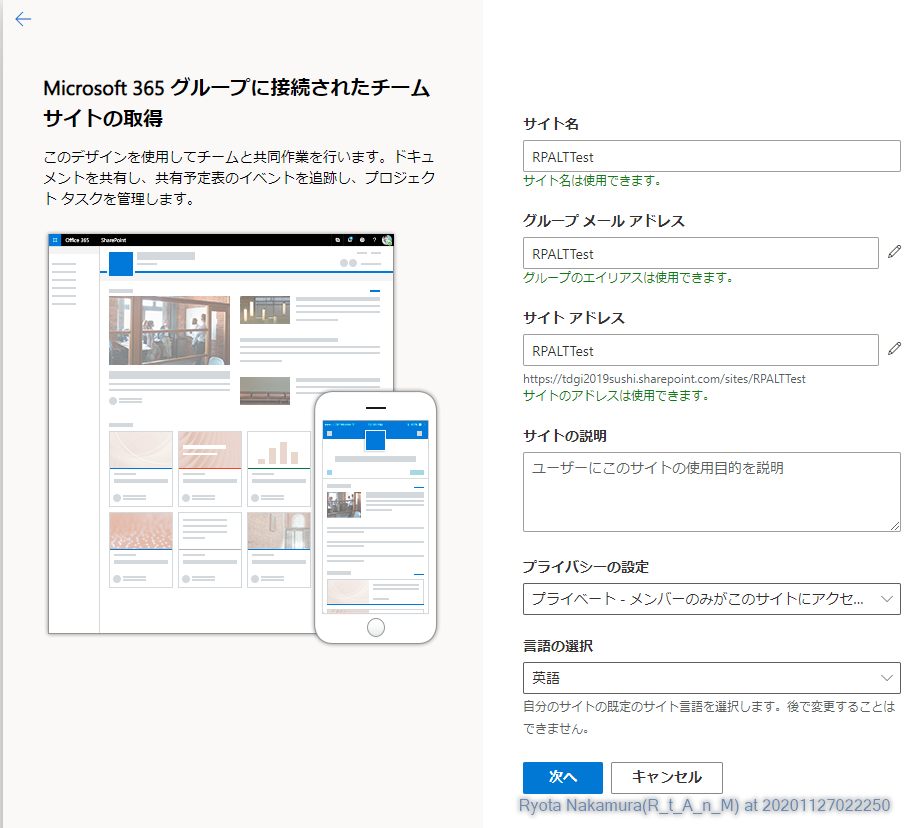 Microsoft 365 グループに接続されたチーム
サイトの取得
このデザインを使用してチームと共同作業を行います。ドキュ
メントを共有し、共有予定表のイベントを追跡し、プロジェク
ト タスクを管理します。
Office 365 SharePoint
サイト名
RPALTTest
サイト名は使用できます。
グループ メール アドレス
RPALTTest
グループのエイリアスは使用できます。
サイト アドレス
RPALTTest
https://tdgi2019sushi.sharepoint.com/sites/RPALTTest
サイトのアドレスは使用できます。
サイトの説明
ユーザーにこのサイトの使用目的を説明
プライバシーの設定
プライベート - メンバーのみがこのサイトにアクセ...
言語の選択
英語
自分のサイトの既定のサイト言語を選択します。後で変更することは
できません。
次へ キャンセル
Ryota Nakamura(R_t_A_n_M) at 20201127022250